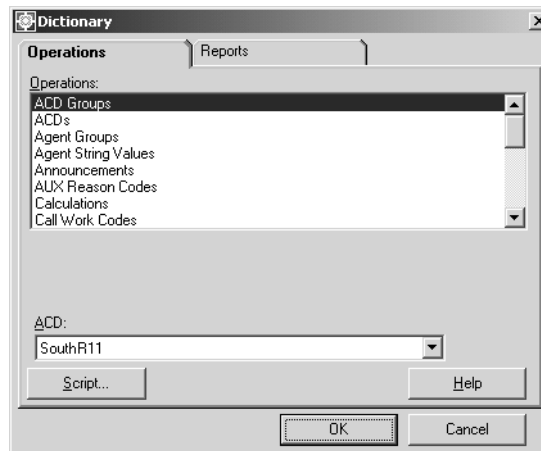 Dictionary
Operations
Reports
Operations:
ACD Groups
ACDs
Agent Groups
Agent String Values
Announcements
AUX Reason Codes
Calculations
Call Work Codes
ACD:
SouthR11
Script...
Help
OK
Cancel